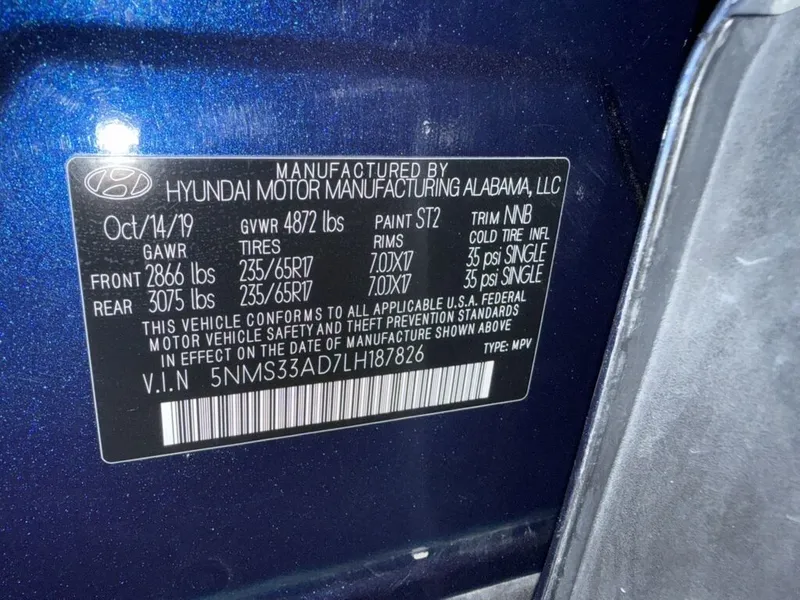 MANUFACTURED BY
HYUNDAI MOTOR MANUFACTURING ALABAMA, LLC
Oct/14/19 GVWR 4872 lbs PAINT ST2 TRIM NNB
GAWR TIRES RIMS COLD TIRE INFL
FRONT 2866 lbs 235/65R17 7.0JX17 35 psi SINGLE
REAR 3075 lbs 235/65R17 7.0JX17 35 psi SINGLE
THIS VEHICLE CONFORMS TO ALL APPLICABLE U.S.A. FEDERAL
MOTOR VEHICLE SAFETY AND THEFT PREVENTION STANDARDS
IN EFFECT ON THE DATE OF MANUFACTURE SHOWN ABOVE
V.I.N 5NMS33AD7LH187826 TYPE: MPV